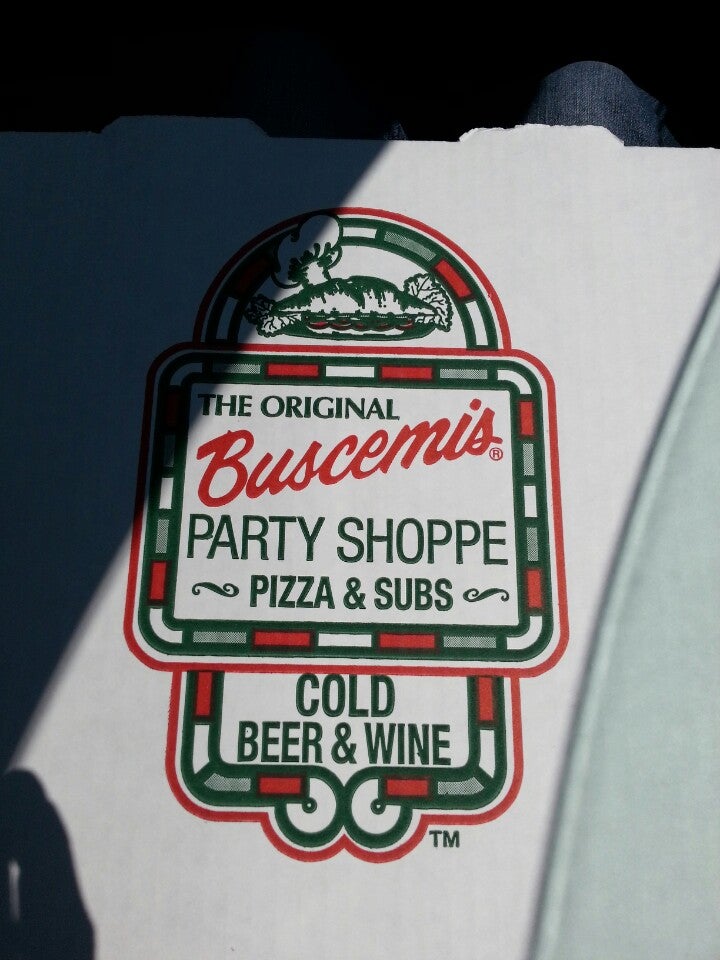 THE ORIGINAL
Buscemi's®
PARTY SHOPPE
~ PIZZA & SUBS ~
COLD
BEER & WINE
TM